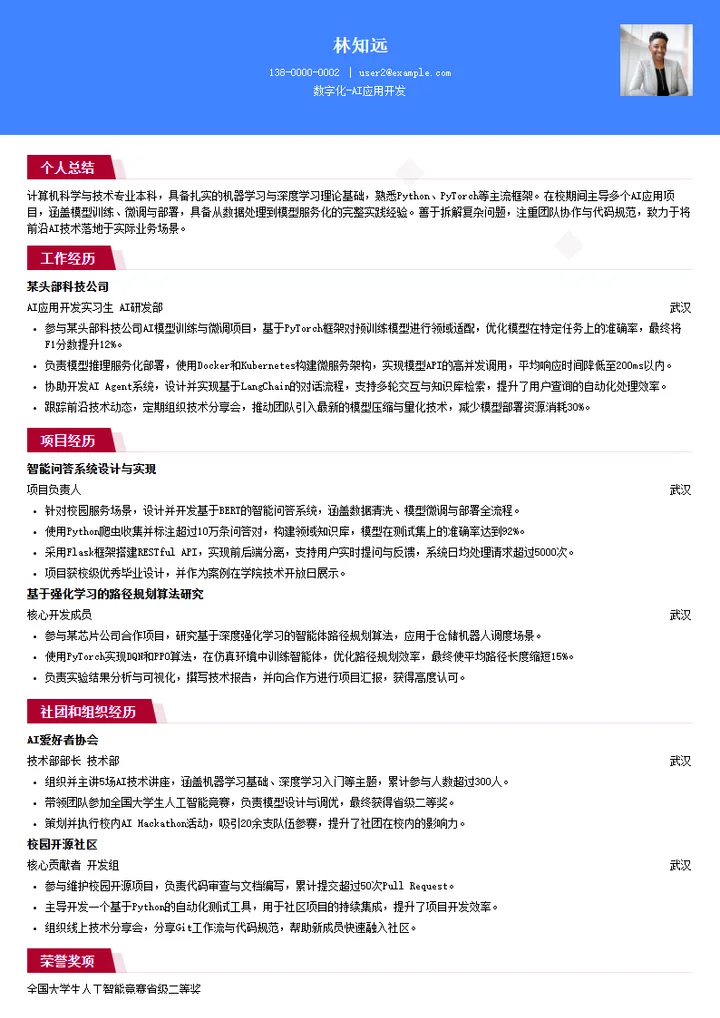 林知远
138-0000-0002 | user2@example.com
数字化-AI应用开发
个人总结
计算机科学与技术专业本科，具备扎实的机器学习与深度学习理论基础，熟悉Python、PyTorch等主流框架。在校期间主导多个AI应用项
目，涵盖模型训练、微调与部署，具备从数据处理到模型服务化的完整实践经验。善于拆解复杂问题，注重团队协作与代码规范，致力于将
前沿AI技术落地于实际业务场景。
工作经历
某头部科技公司
AI应用开发实习生 AI研发部 武汉
• 参与某头部科技公司AI模型训练与微调项目，基于PyTorch框架对预训练模型进行领域适配，优化模型在特定任务上的准确率，最终将
F1分数提升12%。
• 负责模型推理服务化部署，使用Docker和Kubernetes构建微服务架构，实现模型API的高并发调用，平均响应时间降低至200ms以内。
• 协助开发AI Agent系统，设计并实现基于LangChain的对话流程，支持多轮交互与知识库检索，提升了用户查询的自动化处理效率。
• 跟踪前沿技术动态，定期组织技术分享会，推动团队引入最新的模型压缩与量化技术，减少模型部署资源消耗30%。
项目经历
智能问答系统设计与实现
项目负责人 武汉
• 针对校园服务场景，设计并开发基于BERT的智能问答系统，涵盖数据清洗、模型微调与部署全流程。
• 使用Python爬虫收集并标注超过10万条问答对，构建领域知识库，模型在测试集上的准确率达到92%。
• 采用Flask框架搭建RESTful API，实现前后端分离，支持用户实时提问与反馈，系统日均处理请求超过5000次。
• 项目获校级优秀毕业设计，并作为案例在学院技术开放日展示。
基于强化学习的路径规划算法研究
核心开发成员 武汉
• 参与某芯片公司合作项目，研究基于深度强化学习的智能体路径规划算法，应用于仓储机器人调度场景。
• 使用PyTorch实现DQN和PPO算法，在仿真环境中训练智能体，优化路径规划效率，最终使平均路径长度缩短15%。
• 负责实验结果分析与可视化，撰写技术报告，并向合作方进行项目汇报，获得高度认可。
社团和组织经历
AI爱好者协会
技术部部长 技术部 武汉
• 组织并主讲5场AI技术讲座，涵盖机器学习基础、深度学习入门等主题，累计参与人数超过300人。
• 带领团队参加全国大学生人工智能竞赛，负责模型设计与调优，最终获得省级二等奖。
• 策划并执行校内AI Hackathon活动，吸引20余支队伍参赛，提升了社团在校内的影响力。
校园开源社区
核心贡献者 开发组 武汉
• 参与维护校园开源项目，负责代码审查与文档编写，累计提交超过50次Pull Request。
• 主导开发一个基于Python的自动化测试工具，用于社区项目的持续集成，提升了项目开发效率。
• 组织线上技术分享会，分享Git工作流与代码规范，帮助新成员快速融入社区。
荣誉奖项
全国大学生人工智能竞赛省级二等奖